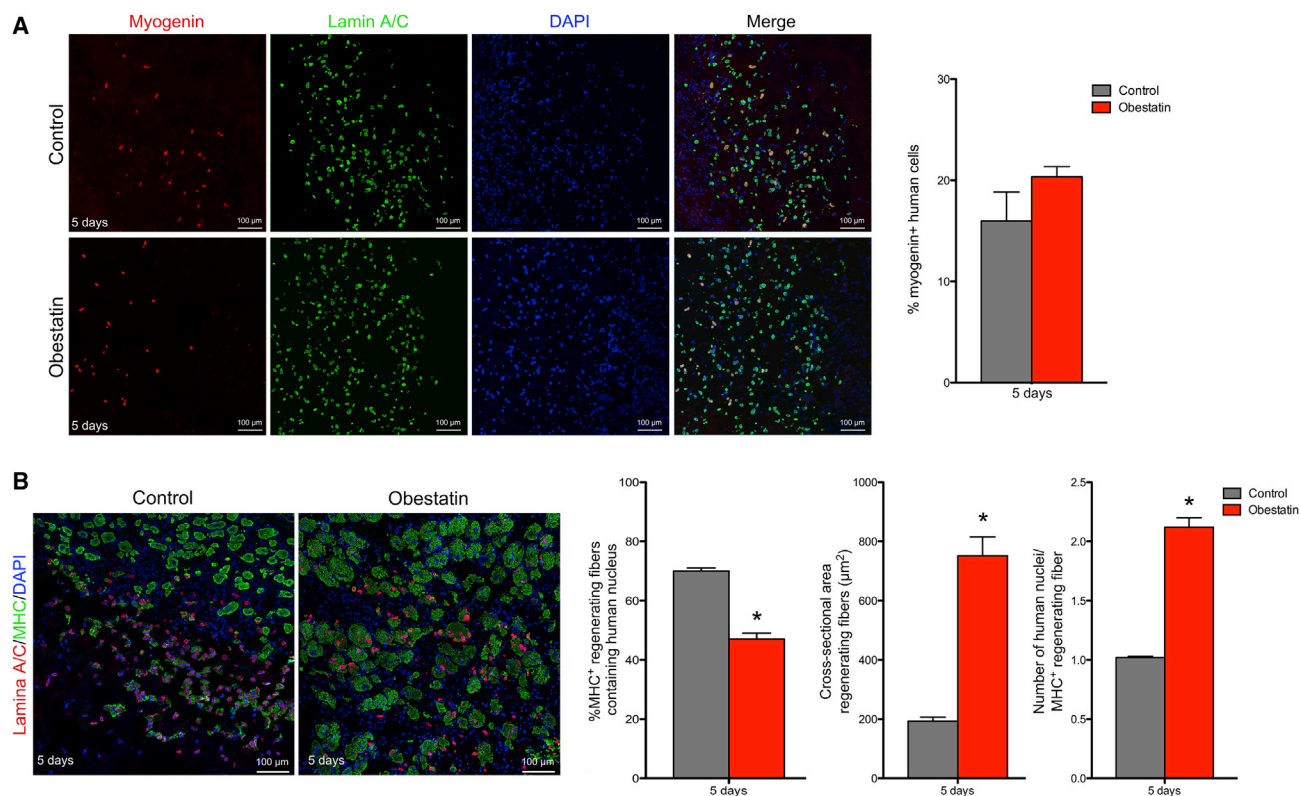 A
Myogenin
Lamin A/C
DAPI
Merge
Control
5 days
100 µm
100 µm
100 µm
100 µm
Obestatin
5 days
100 µm
100 µm
100 µm
100 µm
% myogenin+ human cells
30
20
10
0
5 days
Control
Obestatin
B
Control
Obestatin
Lamina A/C/MHC/DAPI
5 days
100 µm
5 days
100 µm
%MHC⁺ regenerating fibers
containing human nucleus
100
80
60
40
20
0
*
5 days
Cross-sectional area
regenerating fibers (µm²)
1000
800
600
400
200
0
*
5 days
Number of human nuclei/
MHC⁺ regenerating fiber
2.5
2.0
1.5
1.0
0.5
0.0
*
5 days
Control
Obestatin